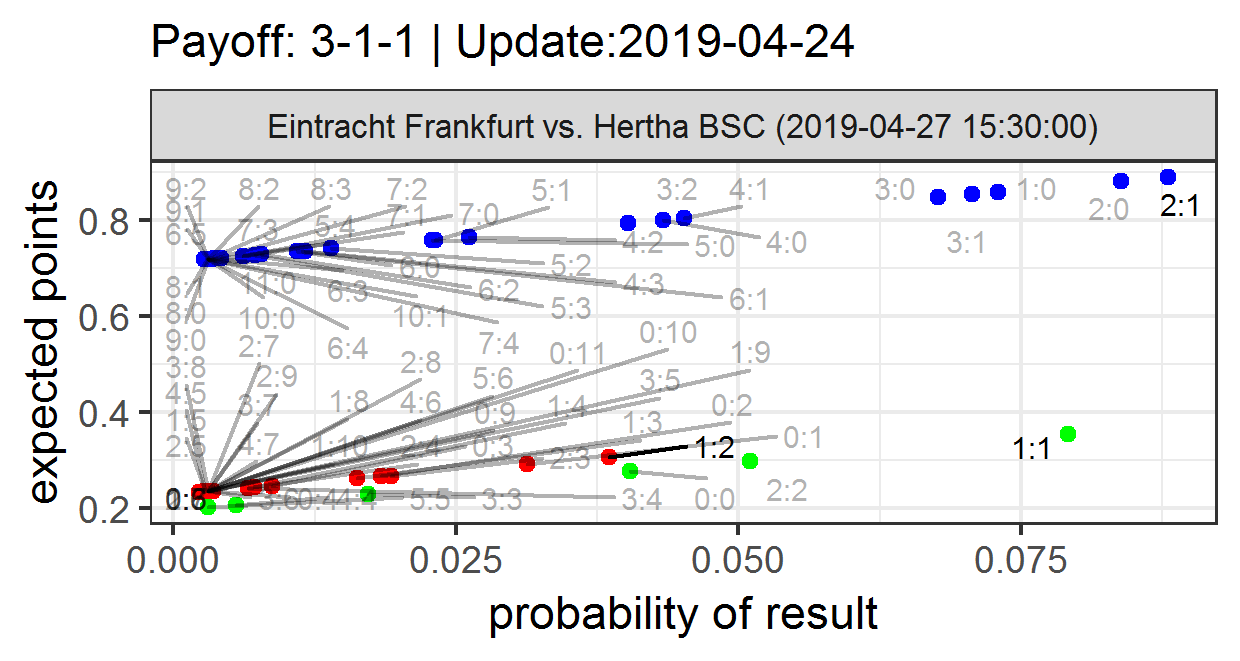 Payoff: 3-1-1 | Update:2019-04-24
Eintracht Frankfurt vs. Hertha BSC (2019-04-27 15:30:00)
expected points
0.8
0.6
0.4
0.2
9:2 8:2 8:3 7:2 5:1 3:2 4:1 3:0 1:0
9:1 7:3 5:4 7:1 7:0 2:0 2:1
6:5 4:2 5:0 4:0 3:1
6:0 5:2
8:1 11:0 6:3 6:2 4:3 6:1
8:0 10:0 10:1 5:3
9:0 2:7 6:4 7:4 0:10
3:8 2:8 0:11 1:9
4:5 2:9 5:6 3:5
1:5 3:7 1:8 4:6 0:9 1:4 1:3 0:2
2:5 4:7 1:10 2:4 0:3 2:3 1:2 0:1 1:1
3:6 0:4 4:4 5:5 3:3 3:4 0:0 2:2
0.000 0.025 0.050 0.075
probability of result